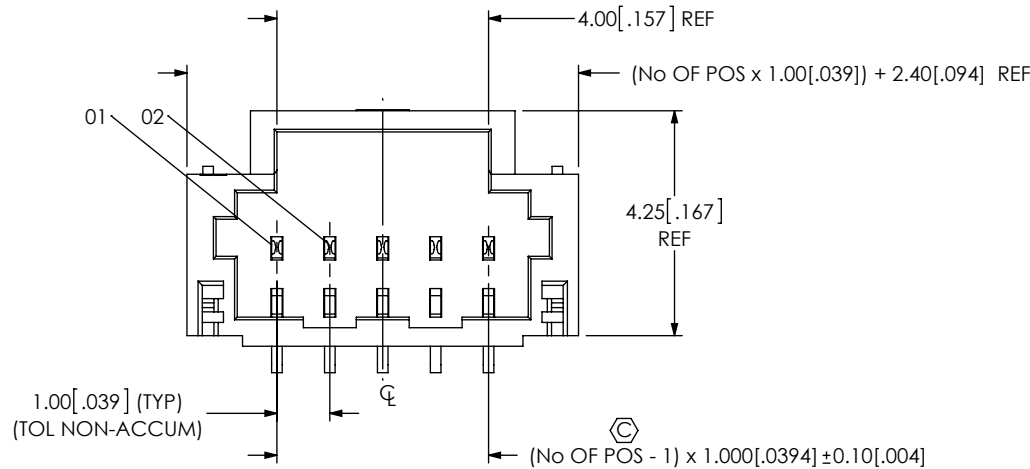 4.00[.157] REF
(No OF POS x 1.00[.039]) + 2.40[.094] REF
01
02
4.25[.167]
REF
℄
1.00[.039] (TYP)
(TOL NON-ACCUM)
C
(No OF POS - 1) x 1.000[.0394] ±0.10[.004]